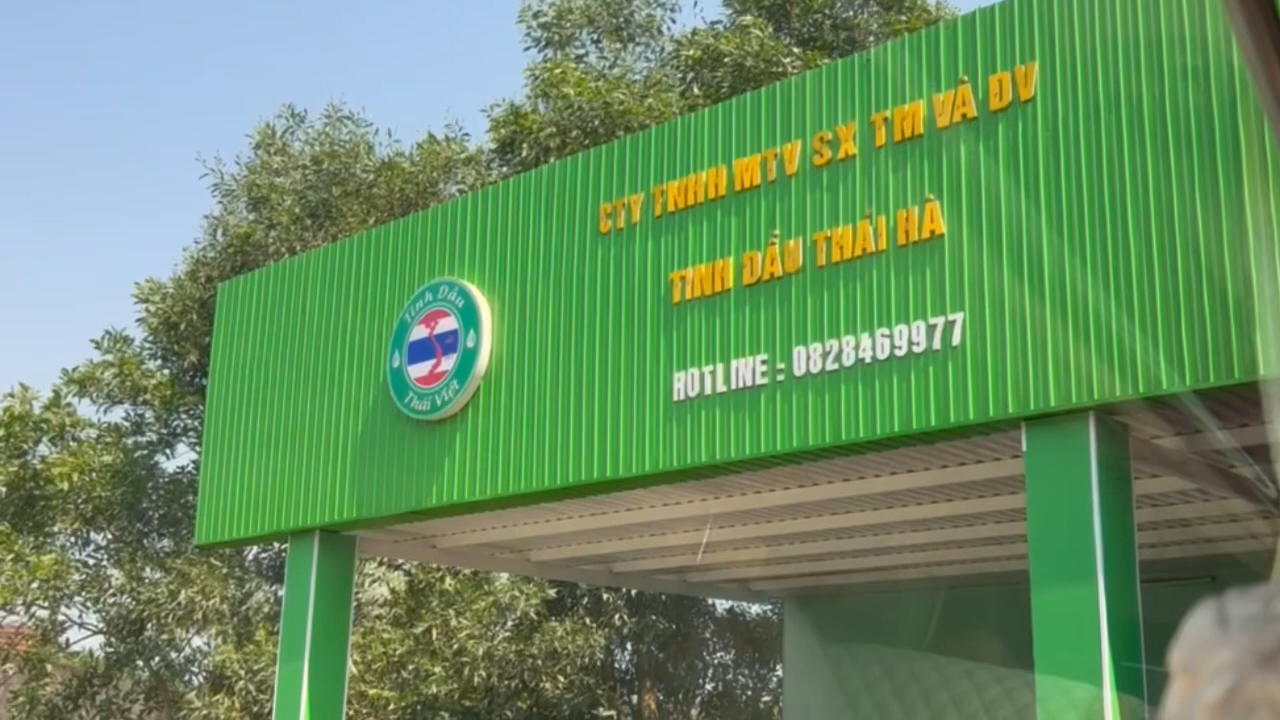 CTY TNHH MTV SX TM VÀ DV
TINH DẦU THÁI HÀ
HOTLINE : 0828469977
Tinh Dầu
Thái Việt